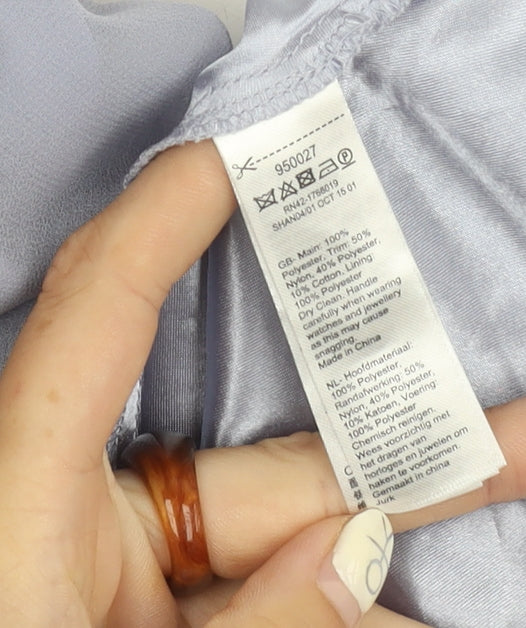 950027
RN42-1766019
SHAN04/01 OCT 15 01
GB- Main: 100%
Polyester, Trim: 50%
Nylon, 40% Polyester,
10% Cotton, Lining
100% Polyester
Dry Clean. Handle
carefully when wearing
watches and jewellery
as this may cause
snagging.
Made in China
NL- Hoofdmateriaal:
100% Polyester,
Randafwerking: 50%
Nylon, 40% Polyester,
10% Katoen, Voering:
100% Polyester
Chemisch reinigen.
Wees voorzichtig met
het dragen van
horloges en juwelen om
haken te voorkomen.
Gemaakt in china
Jurk